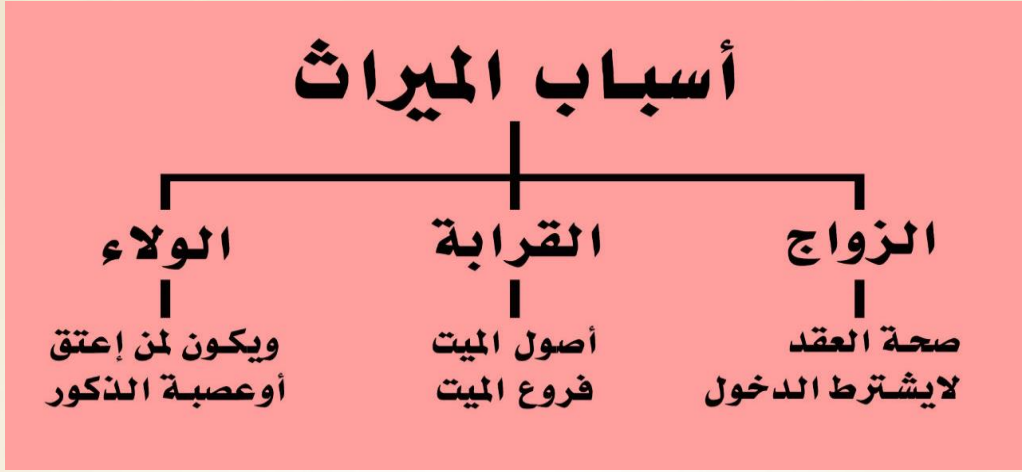 أسباب الميراث
الزواج
القرابة
الولاء
صحة العقد
لايشترط الدخول
أصول الميت
فروع الميت
ويكون لمن إعتق
أوعصبة الذكور